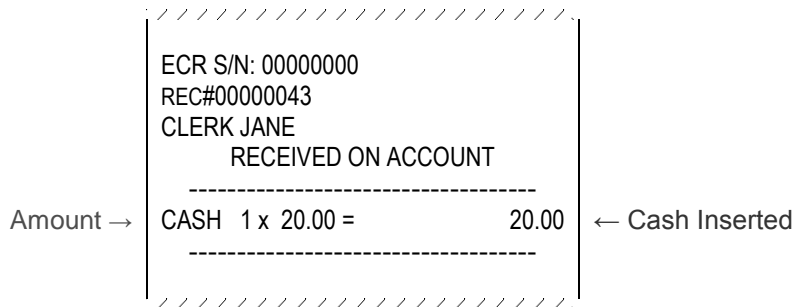 ECR S/N: 00000000
REC#00000043
CLERK JANE
RECEIVED ON ACCOUNT
-----------------------------------
Amount → CASH 1 x 20.00 = 20.00 ← Cash Inserted
-----------------------------------